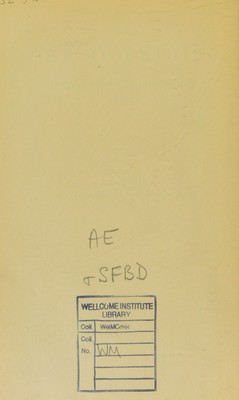 AE
& SFBD
WELLCOME INSTITUTE
LIBRARY
Coll. WelMOmec
Coll.
No. WM